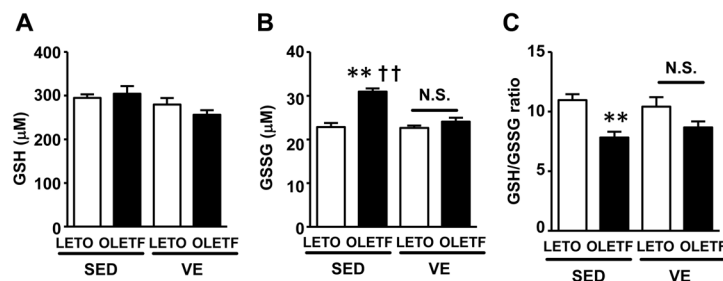 A
GSH (μM)
400
300
200
100
0
LETO OLETF LETO OLETF
SED VE
B
GSSG (μM)
40
30
20
10
0
** ††
N.S.
LETO OLETF LETO OLETF
SED VE
C
GSH/GSSG ratio
15
10
5
0
**
N.S.
LETO OLETF LETO OLETF
SED VE